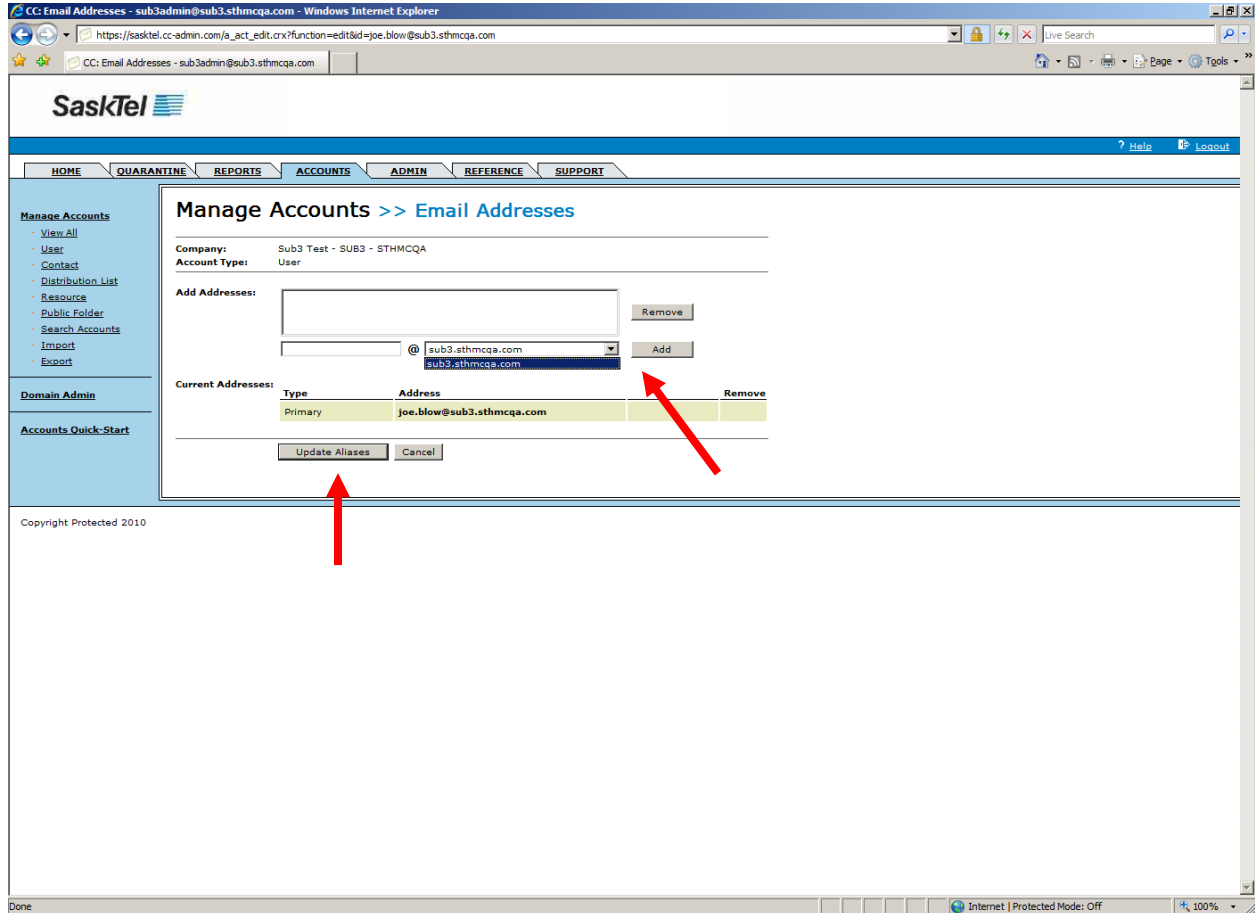 CC: Email Addresses - sub3admin@sub3.sthmcqa.com - Windows Internet Explorer
https://sasktel.cc-admin.com/a_act_edit.crx?function=edit&id=joe.blow@sub3.sthmcqa.com
Live Search
CC: Email Addresses - sub3admin@sub3.sthmcqa.com
Page
Tools
»
SaskTel
? Help
Logout
HOME
QUARANTINE
REPORTS
ACCOUNTS
ADMIN
REFERENCE
SUPPORT
Manage Accounts
- View All
- User
- Contact
- Distribution List
- Resource
- Public Folder
- Search Accounts
- Import
- Export
Domain Admin
Accounts Quick-Start
Manage Accounts >> Email Addresses
Company: Sub3 Test - SUB3 - STHMCQA
Account Type: User
Add Addresses:
Remove
@ sub3.sthmcqa.com Add
sub3.sthmcqa.com
Current Addresses:
Type Address Remove
Primary joe.blow@sub3.sthmcqa.com
Update Aliases Cancel
Copyright Protected 2010
Done
Internet | Protected Mode: Off
100%